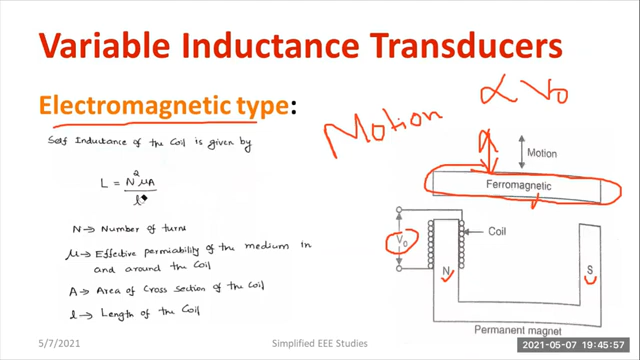 Variable Inductance Transducers
Electromagnetic type:
Self Inductance of the Coil is given by
L = N²μA
l
N → Number of turns
μ → Effective permiability of the medium in
and around the coil
A → Area of Cross section of the Coil
l → Length of the Coil
Motion ∝ V₀
Motion
Ferromagnetic
V₀
Coil
N
S
Permanent magnet
5/7/2021
Simplified EEE Studies
2021-05-07 19:45:57